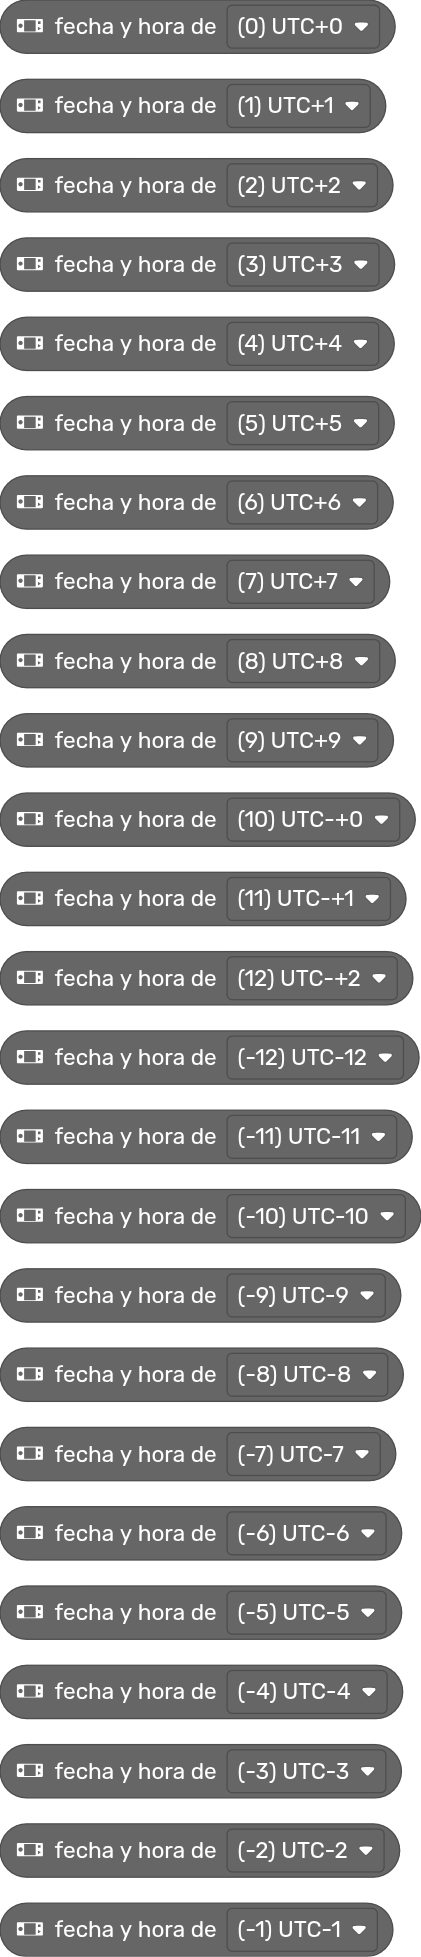 fecha y hora de (0) UTC+0
fecha y hora de (1) UTC+1
fecha y hora de (2) UTC+2
fecha y hora de (3) UTC+3
fecha y hora de (4) UTC+4
fecha y hora de (5) UTC+5
fecha y hora de (6) UTC+6
fecha y hora de (7) UTC+7
fecha y hora de (8) UTC+8
fecha y hora de (9) UTC+9
fecha y hora de (10) UTC-+0
fecha y hora de (11) UTC-+1
fecha y hora de (12) UTC-+2
fecha y hora de (-12) UTC-12
fecha y hora de (-11) UTC-11
fecha y hora de (-10) UTC-10
fecha y hora de (-9) UTC-9
fecha y hora de (-8) UTC-8
fecha y hora de (-7) UTC-7
fecha y hora de (-6) UTC-6
fecha y hora de (-5) UTC-5
fecha y hora de (-4) UTC-4
fecha y hora de (-3) UTC-3
fecha y hora de (-2) UTC-2
fecha y hora de (-1) UTC-1